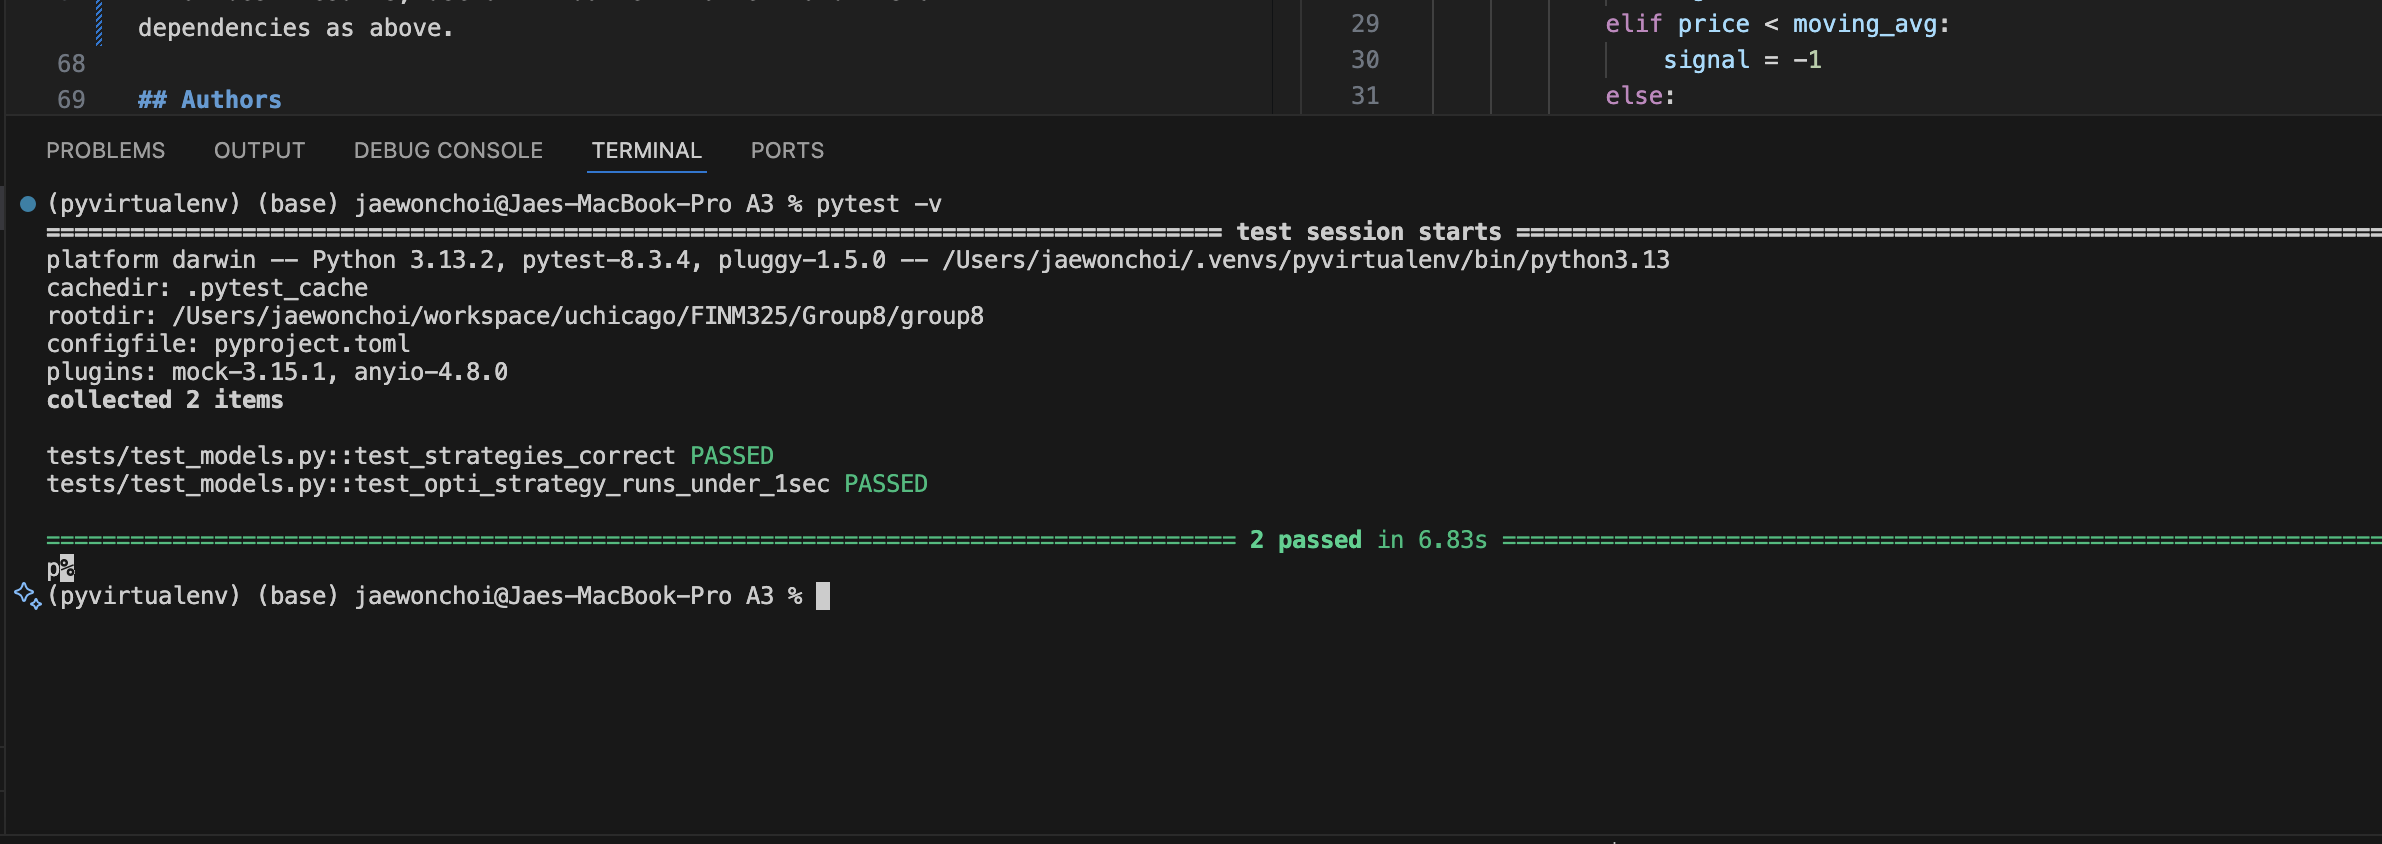 dependencies as above.
68
69 ## Authors
29 elif price < moving_avg:
30 signal = -1
31 else:
PROBLEMS OUTPUT DEBUG CONSOLE TERMINAL PORTS
(pyvirtualenv) (base) jaewonchoi@Jaes-MacBook-Pro A3 % pytest -v
==================================================================================== test session starts ==============================================================
platform darwin -- Python 3.13.2, pytest-8.3.4, pluggy-1.5.0 -- /Users/jaewonchoi/.venvs/pyvirtualenv/bin/python3.13
cachedir: .pytest_cache
rootdir: /Users/jaewonchoi/workspace/uchicago/FINM325/Group8/group8
configfile: pyproject.toml
plugins: mock-3.15.1, anyio-4.8.0
collected 2 items
tests/test_models.py::test_strategies_correct PASSED
tests/test_models.py::test_opti_strategy_runs_under_1sec PASSED
===================================================================================== 2 passed in 6.83s ===============================================================
p%
(pyvirtualenv) (base) jaewonchoi@Jaes-MacBook-Pro A3 %